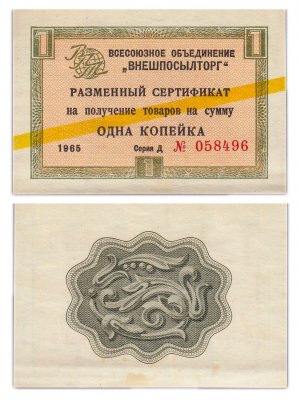 1
1
ВПТ
ВСЕСОЮЗНОЕ ОБЪЕДИНЕНИЕ
„ВНЕШПОСЫЛТОРГ“
РАЗМЕННЫЙ СЕРТИФИКАТ
на получение товаров на сумму
ОДНА КОПЕЙКА
1965 Серия Д № 058496
1